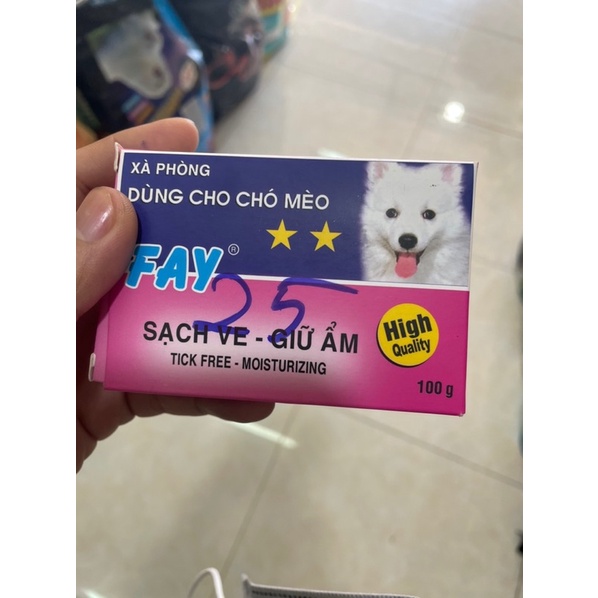 XÀ PHÒNG
DÙNG CHO CHÓ MÈO
FAY®
25
SẠCH VE - GIỮ ẨM
TICK FREE - MOISTURIZING
High
Quality
100 g